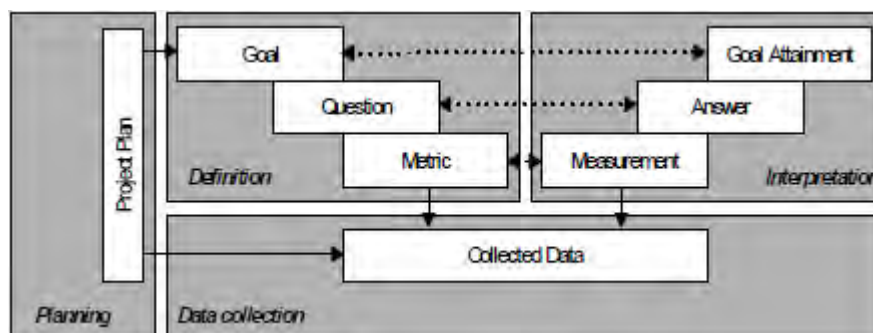 Goal
Goal Attainment
Question
Answer
Metric
Measurement
Definition
Interpretation
Project Plan
Collected Data
Planning
Data collection